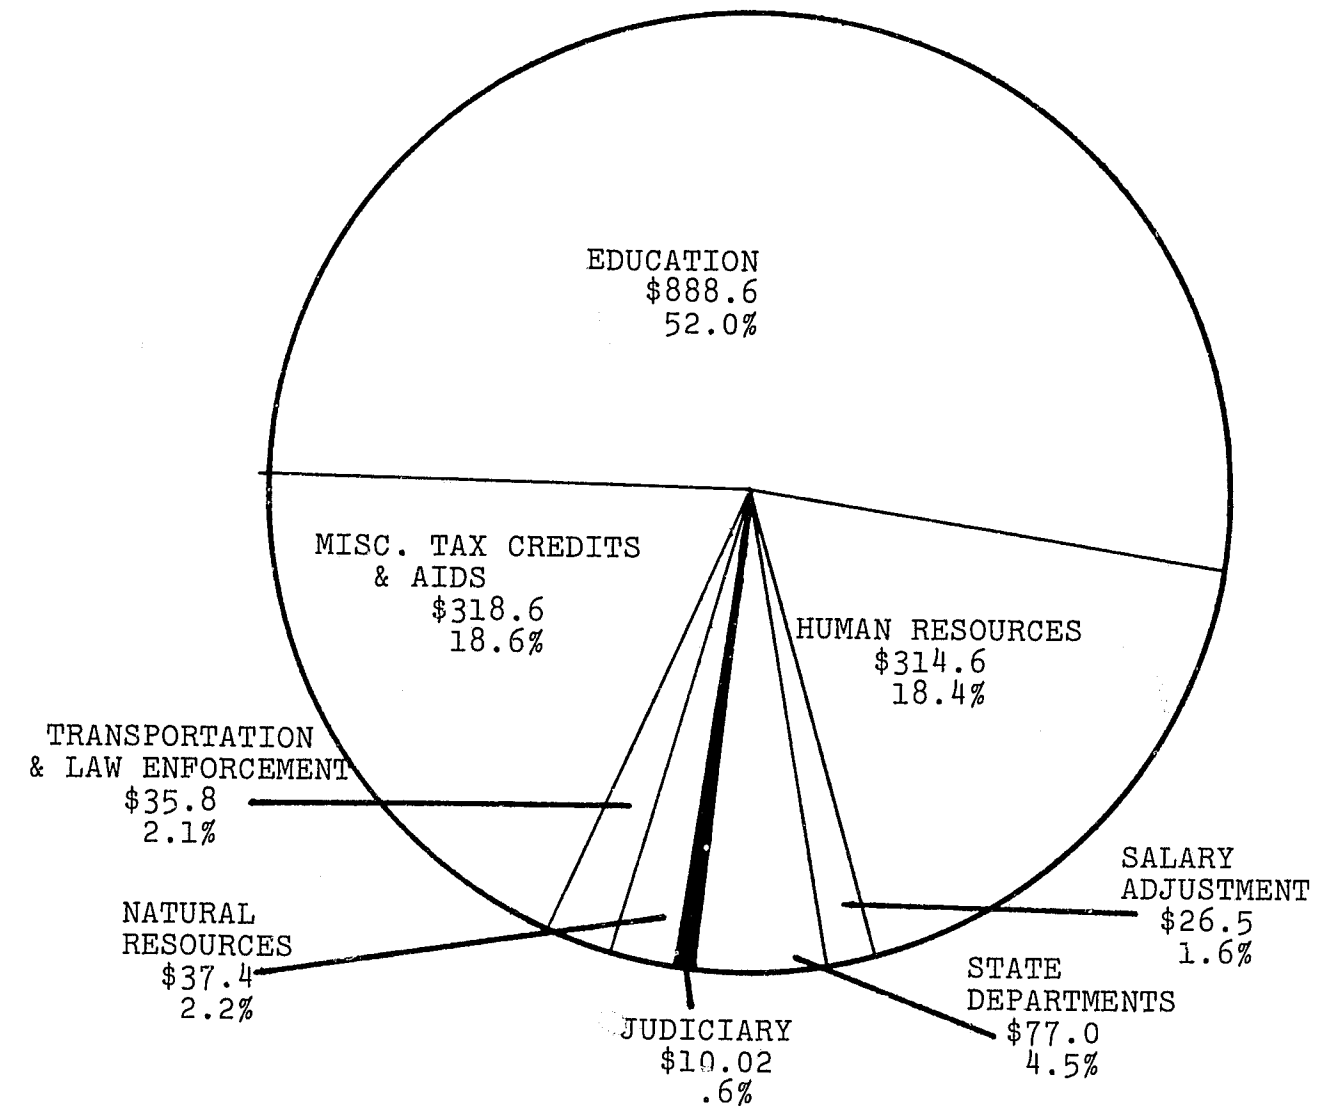 EDUCATION
$888.6
52.0%
MISC. TAX CREDITS
& AIDS
$318.6
18.6%
HUMAN RESOURCES
$314.6
18.4%
TRANSPORTATION
& LAW ENFORCEMENT
$35.8
2.1%
NATURAL
RESOURCES
$37.4
2.2%
JUDICIARY
$10.02
.6%
STATE
DEPARTMENTS
$77.0
4.5%
SALARY
ADJUSTMENT
$26.5
1.6%